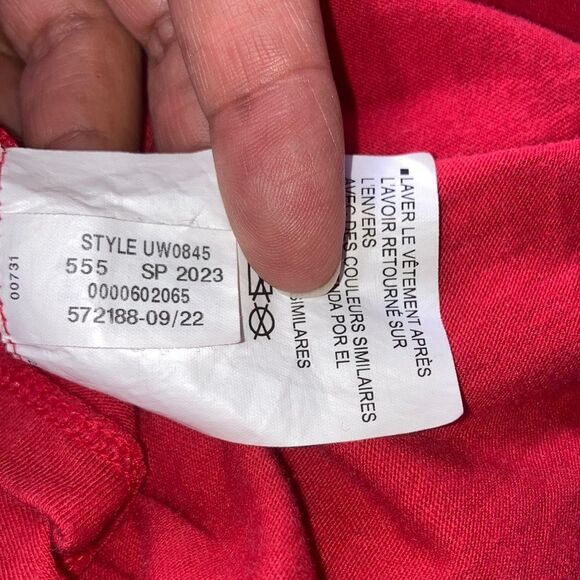 STYLE UW0845
555 SP 2023
0000602065
572188-09/22
00731
■LAVER LE VÊTEMENT APRÈS
L'AVOIR RETOURNÉ SUR
L'ENVERS
AVEC DES COULEURS SIMILAIRES
DA POR EL
SIMILARES